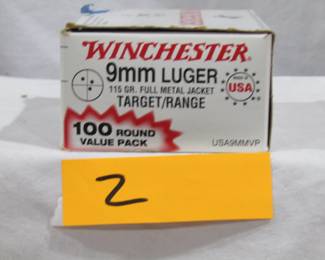 WINCHESTER
9mm LUGER
115 GR. FULL METAL JACKET
TARGET/RANGE
USA
100 ROUND
VALUE PACK
USA9MMVP
2